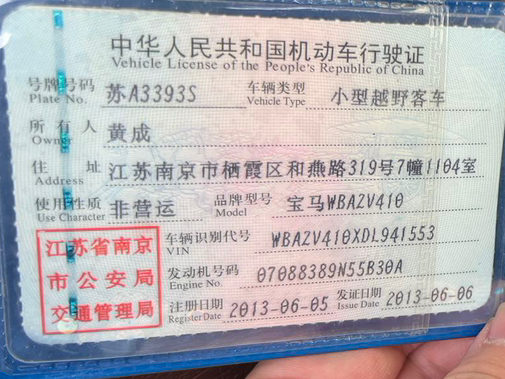 中华人民共和国机动车行驶证
Vehicle License of the People's Republic of China
号牌号码 苏A3393S 车辆类型 小型越野客车
Plate No. Vehicle Type
所有人 黄成
Owner
住址 江苏南京市栖霞区和燕路319号7幢1104室
Address
使用性质 非营运 品牌型号 宝马WBAZV410
Use Character Model
江苏省南京
市公安局
交通管理局
车辆识别代号 WBAZV410XDL941553
VIN
发动机号码 07088389N55B30A
Engine No.
注册日期 2013-06-05 发证日期 2013-06-06
Register Date Issue Date